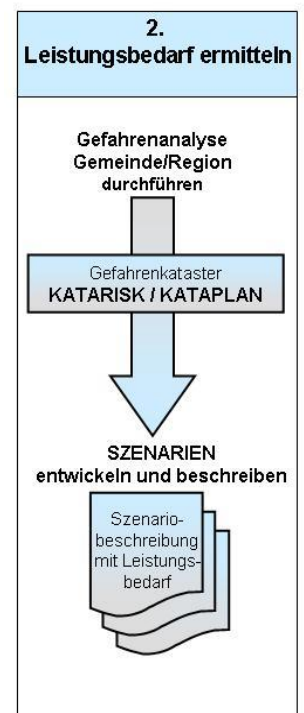 2.
Leistungsbedarf ermitteln
Gefahrenanalyse
Gemeinde/Region
durchführen
Gefahrenkataster
KATARISK / KATAPLAN
SZENARIEN
entwickeln und beschreiben
Szenario-
beschreibung
mit Leistungs-
bedarf